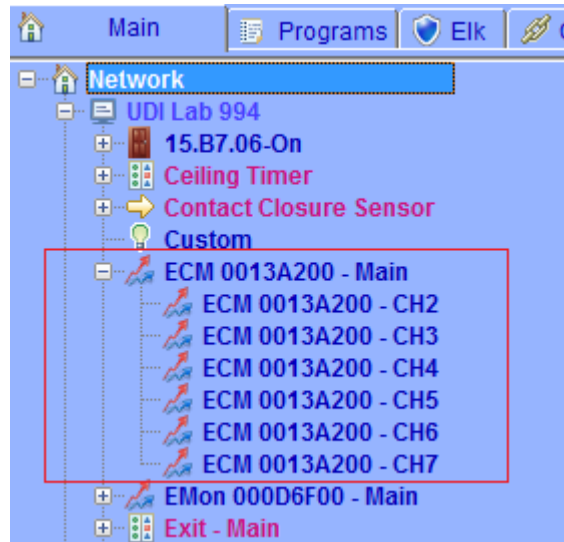 Main Programs Elk
Network
UDI Lab 994
15.B7.06-On
Ceiling Timer
Contact Closure Sensor
Custom
ECM 0013A200 - Main
ECM 0013A200 - CH2
ECM 0013A200 - CH3
ECM 0013A200 - CH4
ECM 0013A200 - CH5
ECM 0013A200 - CH6
ECM 0013A200 - CH7
EMon 000D6F00 - Main
Exit - Main